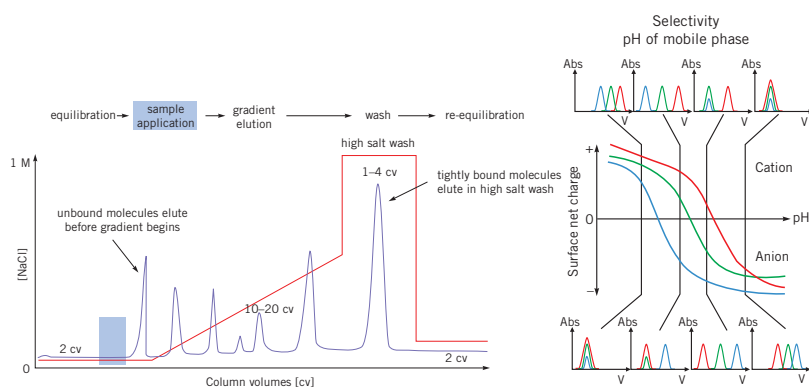 equilibration
sample
application
gradient
elution
wash
re-equilibration
high salt wash
1 M
1–4 cv
tightly bound molecules
elute in high salt wash
unbound molecules elute
before gradient begins
[NaCl]
10–20 cv
2 cv
2 cv
0
Column volumes [cv]
Selectivity
pH of mobile phase
Abs
Abs
Abs
Abs
V
V
V
V
+
Cation
Surface net charge
0
pH
Anion
–
Abs
Abs
Abs
Abs
V
V
V
V